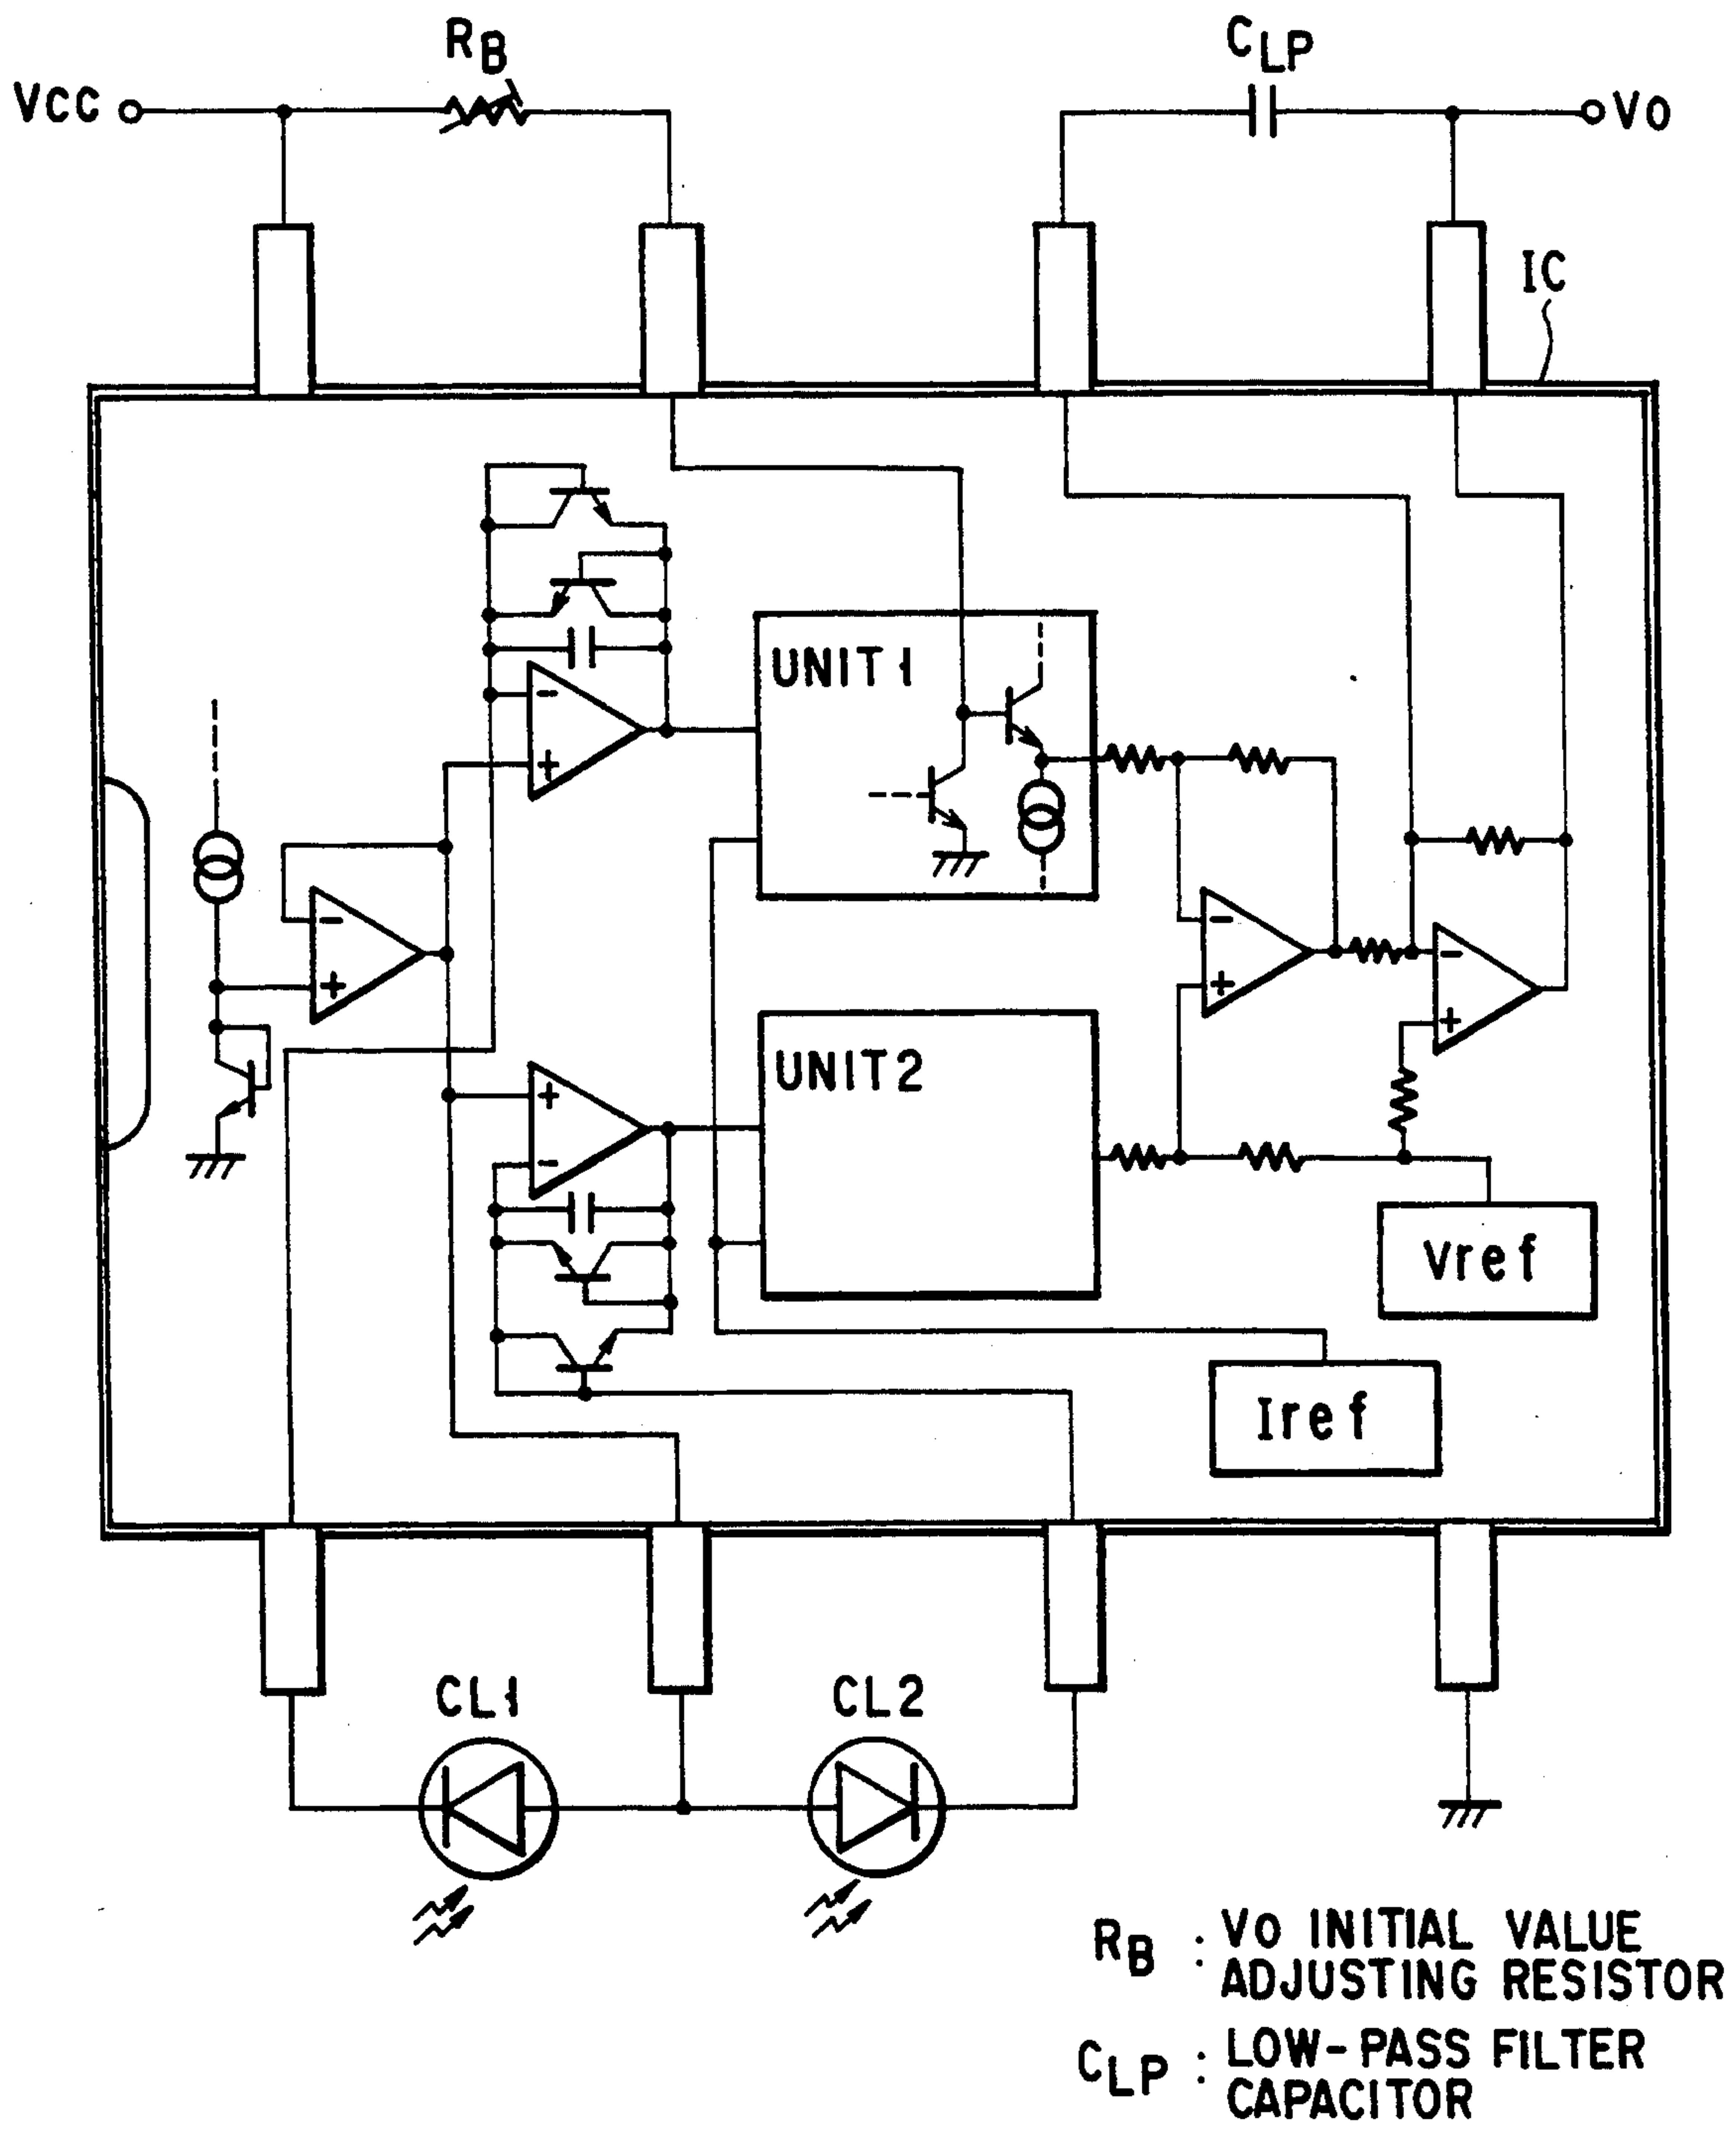 VCC
RB
CLP
VO
IC
UNIT1
-
+
-
+
-
+
-
+
+
-
UNIT2
Vref
Iref
CL1
CL2
RB : VO INITIAL VALUE
ADJUSTING RESISTOR
CLP : LOW-PASS FILTER
CAPACITOR